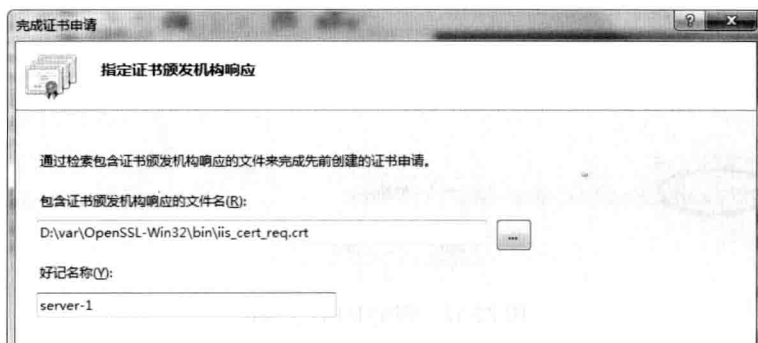 完成证书申请
指定证书颁发机构响应
通过检索包含证书颁发机构响应的文件来完成先前创建的证书申请。
包含证书颁发机构响应的文件名(R):
D:\var\OpenSSL-Win32\bin\iis_cert_req.crt
...
好记名称(Y):
server-1